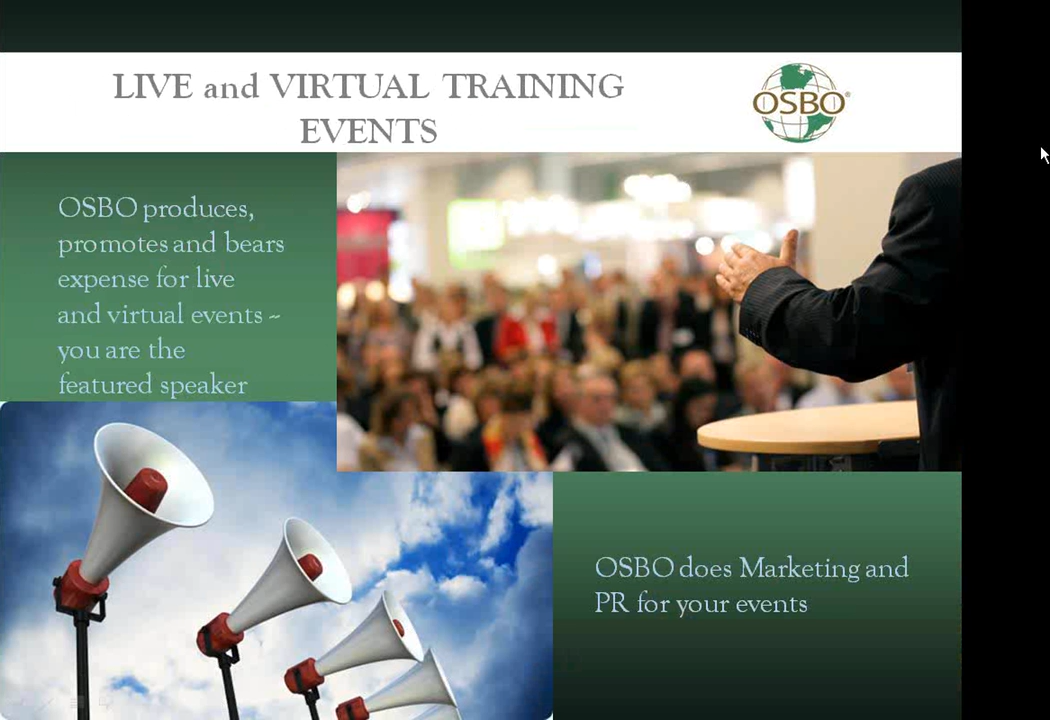 LIVE and VIRTUAL TRAINING
EVENTS
OSBO®
OSBO produces,
promotes and bears
expense for live
and virtual events ~
you are the
featured speaker
OSBO does Marketing and
PR for your events